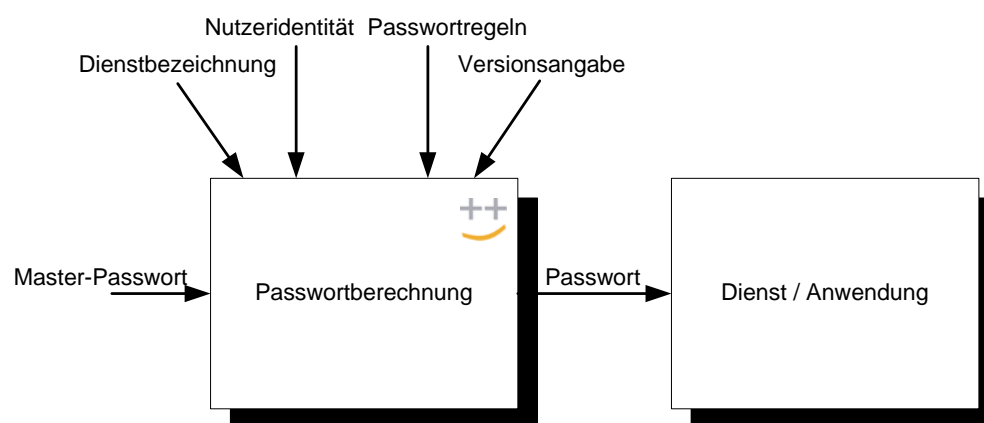 Nutzeridentität Passwortregeln
Dienstbezeichnung Versionsangabe
++
Master-Passwort Passwortberechnung Passwort Dienst / Anwendung